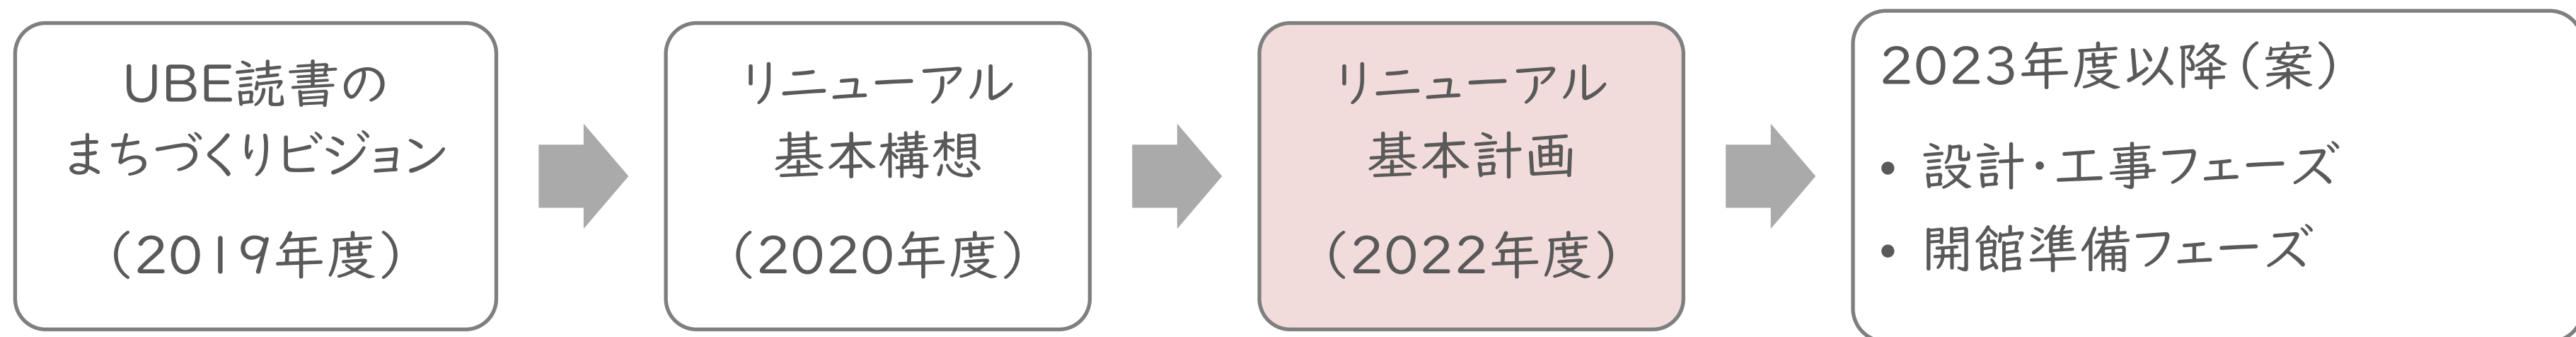 UBE読書の
まちづくりビジョン
（2019年度）
リニューアル
基本構想
（2020年度）
リニューアル
基本計画
（2022年度）
2023年度以降（案）
• 設計・工事フェーズ
• 開館準備フェーズ